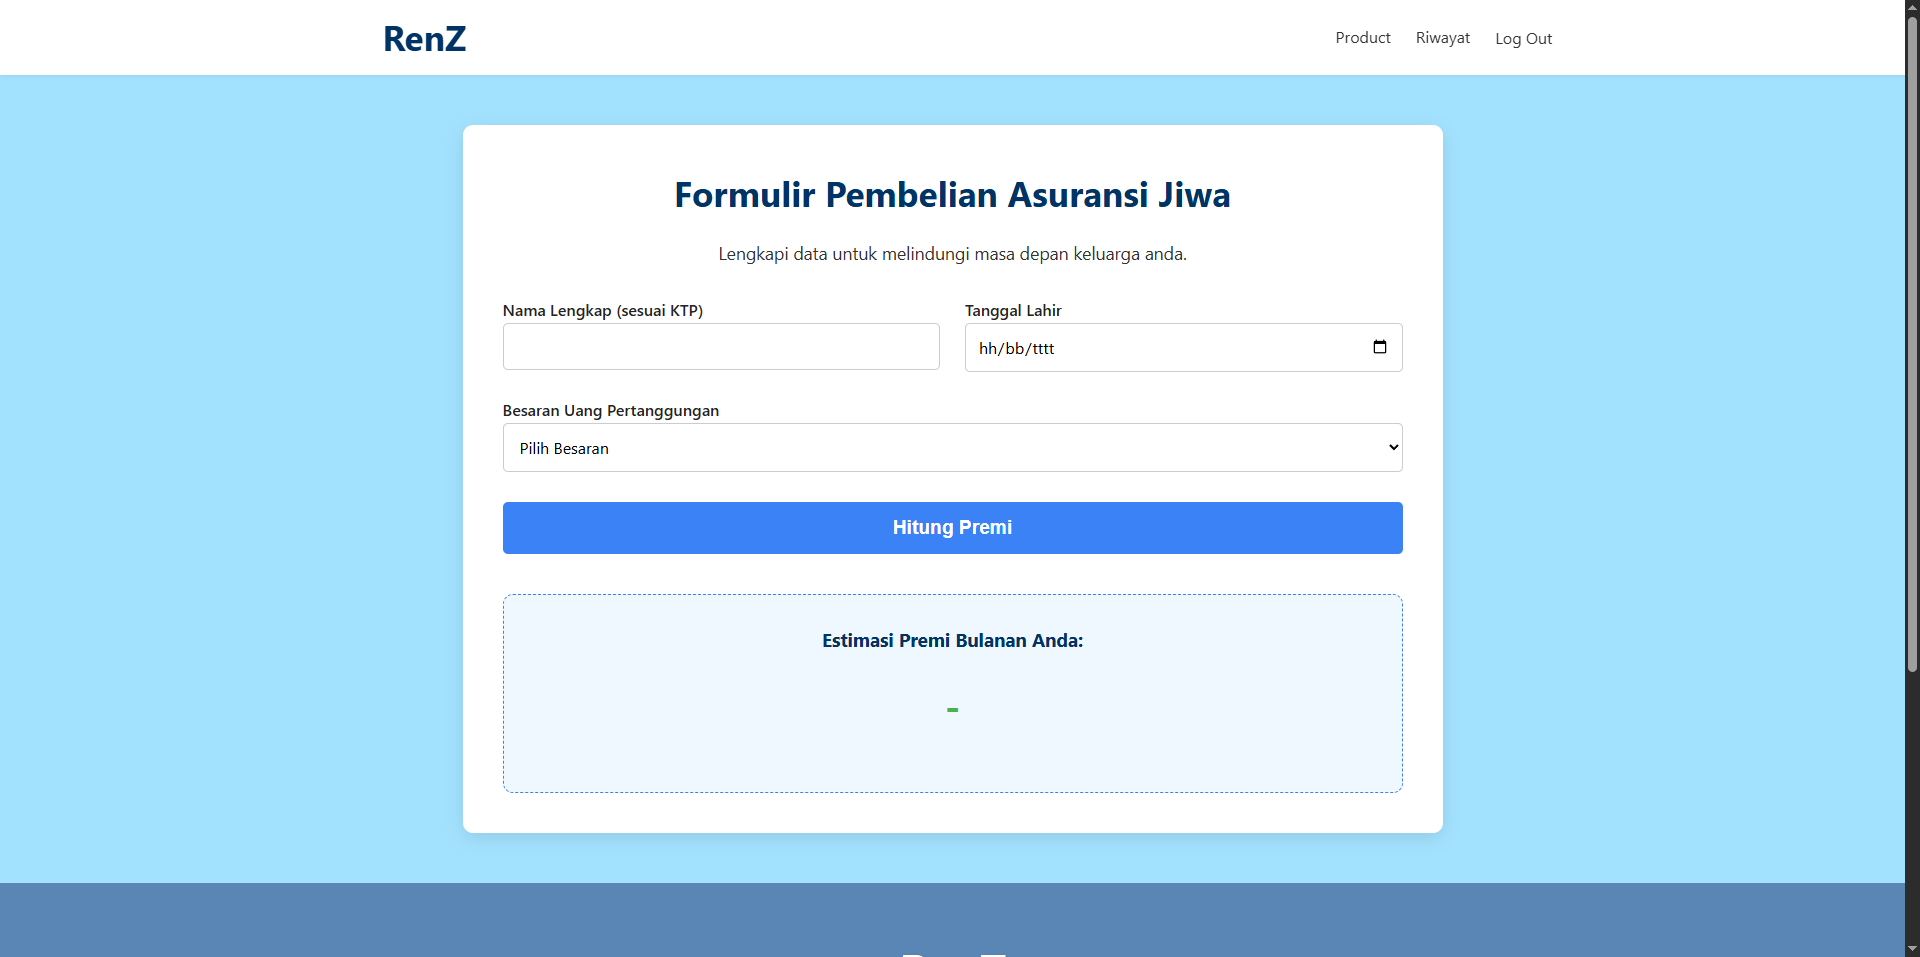 RenZ
Product
Riwayat
Log Out
Formulir Pembelian Asuransi Jiwa
Lengkapi data untuk melindungi masa depan keluarga anda.
Nama Lengkap (sesuai KTP)
Tanggal Lahir
hh/bb/tttt
Besaran Uang Pertanggungan
Pilih Besaran
Hitung Premi
Estimasi Premi Bulanan Anda:
-